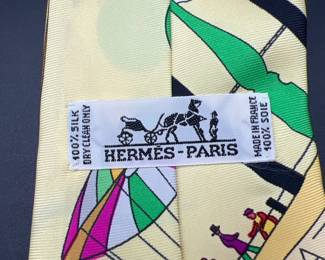 100% SILK
DRY CLEAN ONLY
HERMÈS-PARIS
MADE IN FRANCE
100% SOIE